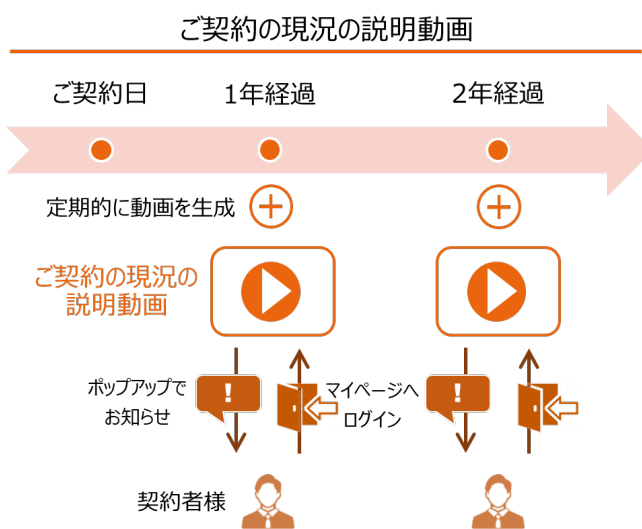 ご契約の現況の説明動画
ご契約日
1年経過
2年経過
定期的に動画を生成
ご契約の現況の
説明動画
ポップアップで
お知らせ
!
マイページへ
ログイン
!
契約者様